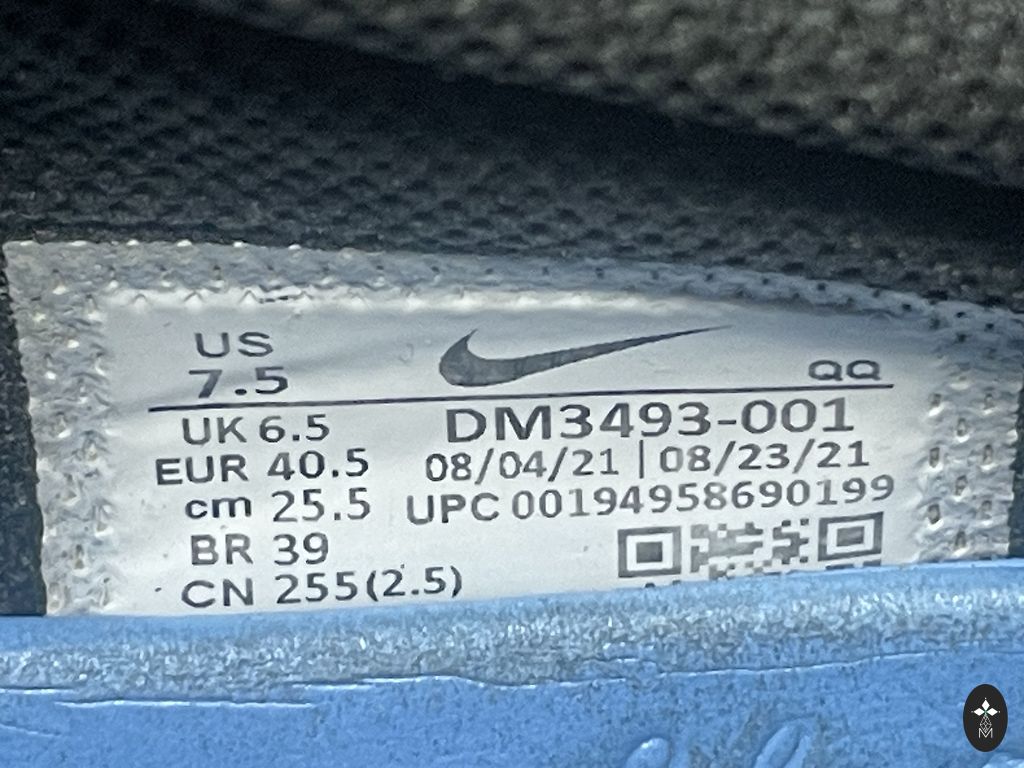 US
7.5
QQ
UK 6.5
DM3493-001
EUR 40.5
08/04/21 | 08/23/21
cm 25.5
UPC 00194958690199
BR 39
CN 255(2.5)
M